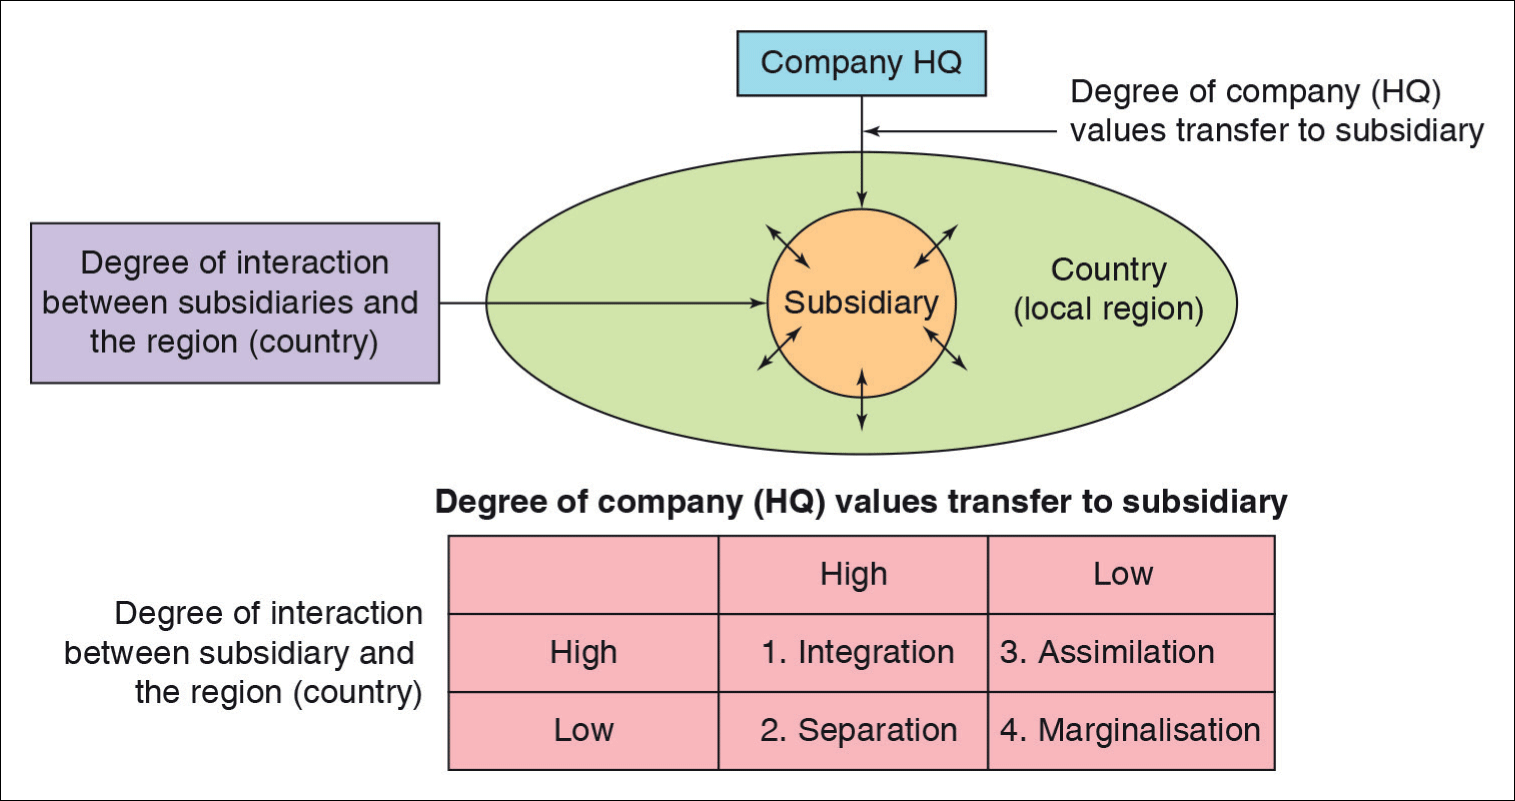 Company HQ
Degree of company (HQ)
values transfer to subsidiary
Degree of interaction
between subsidiaries and
the region (country)
Subsidiary
Country
(local region)
Degree of company (HQ) values transfer to subsidiary
Degree of interaction
between subsidiary and
the region (country)
High Low
High 1. Integration 3. Assimilation
Low 2. Separation 4. Marginalisation